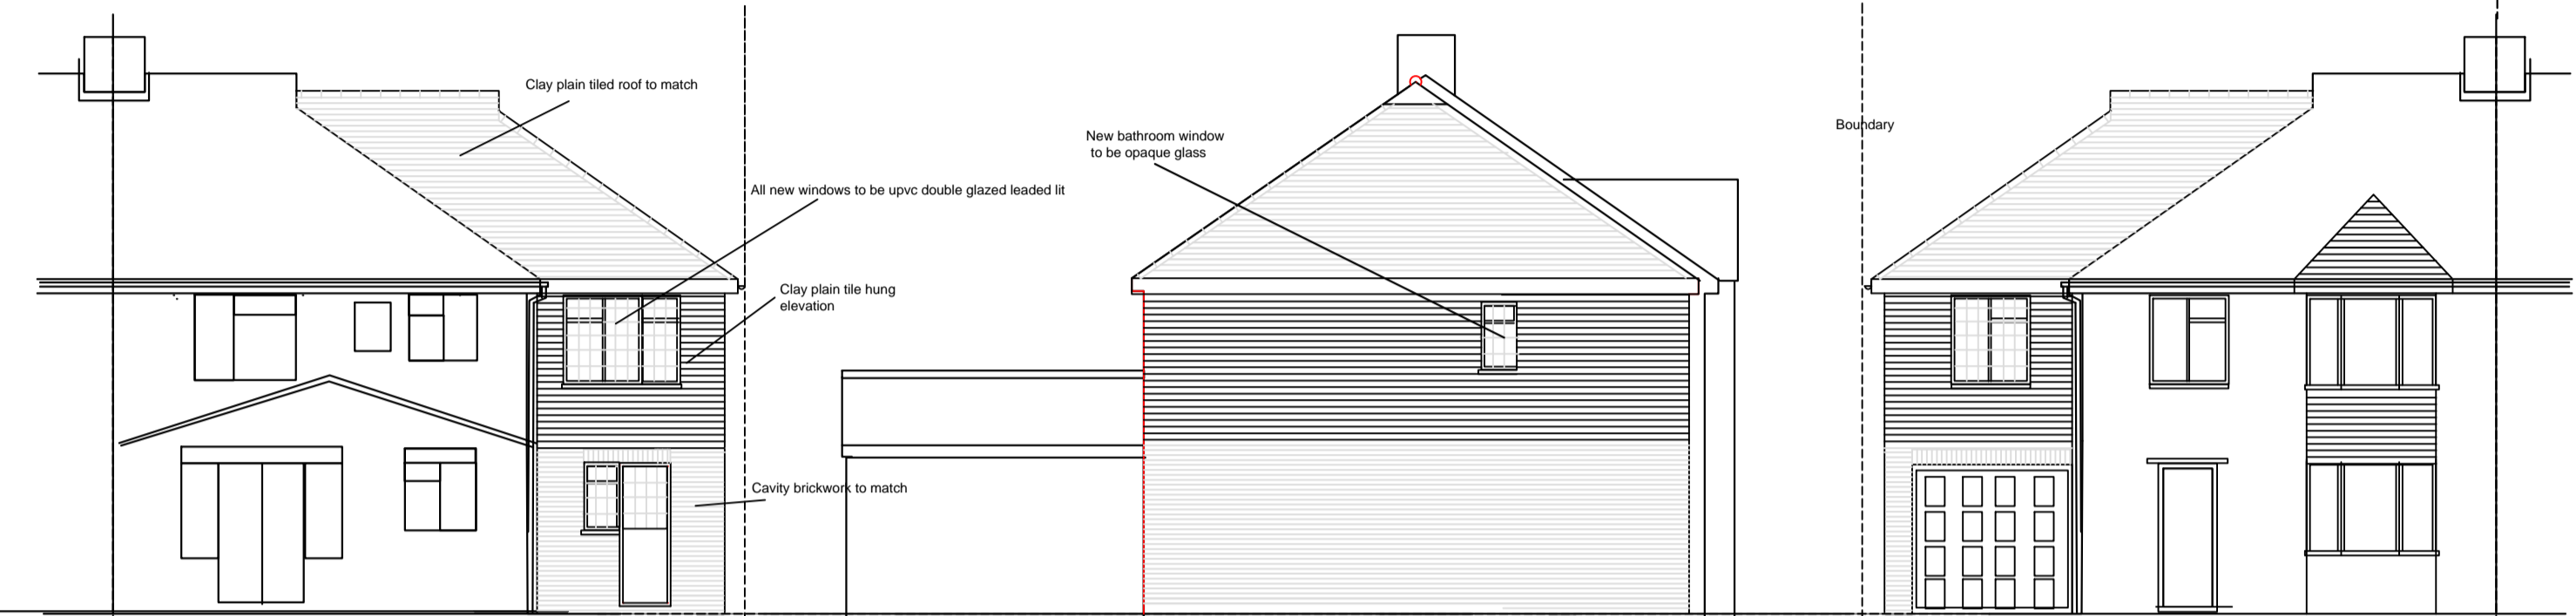 Clay plain tiled roof to match
All new windows to be upvc double glazed leaded lit
Clay plain tile hung
elevation
Cavity brickwork to match
New bathroom window
to be opaque glass
Boundary